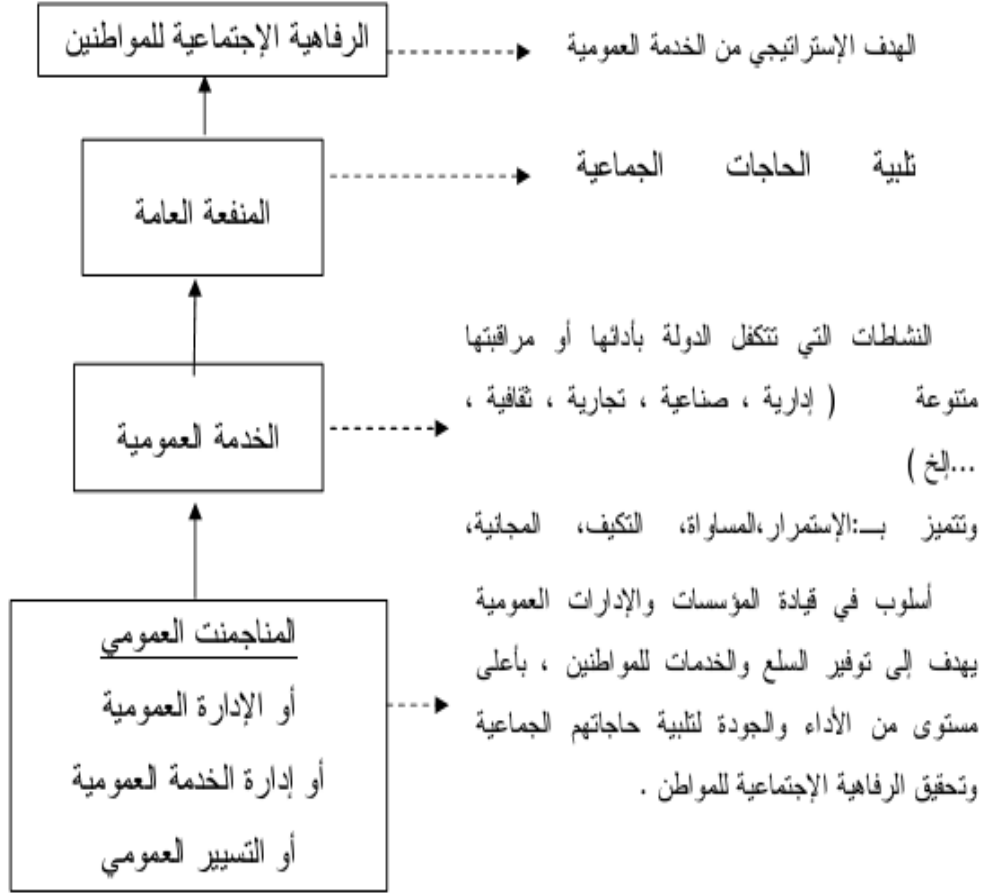 الرفاهية الإجتماعية للمواطنين
الهدف الإستراتيجي من الخدمة العمومية
المنفعة العامة
تلبية الحاجات الجماعية
الخدمة العمومية
النشاطات التي تتكفل الدولة بأدائها أو مراقبتها
متنوعة ( إدارية ، صناعية ، تجارية ، ثقافية ،
...إلخ )
وتتميز بــ:الإستمرار،المساواة، التكيف، المجانية،
المناجمنت العمومي
أو الإدارة العمومية
أو إدارة الخدمة العمومية
أو التسيير العمومي
أسلوب في قيادة المؤسسات والإدارات العمومية
يهدف إلى توفير السلع والخدمات للمواطنين ، بأعلى
مستوى من الأداء والجودة لتلبية حاجاتهم الجماعية
وتحقيق الرفاهية الإجتماعية للمواطن .